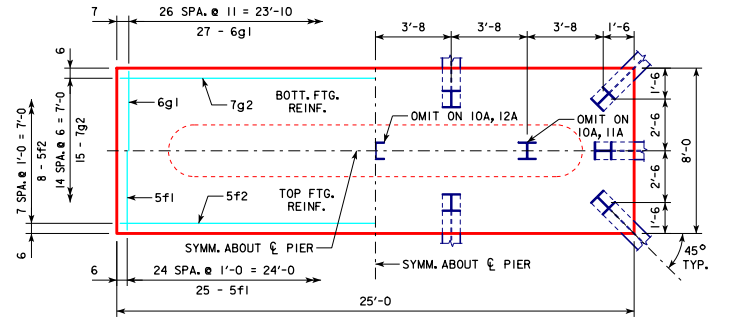 7
26 SPA. @ 11 = 23'-10
27 - 6g1
3'-8
3'-8
3'-8
1'-6
6
14 SPA. @ 6 = 7'-0
15 - 7g2
7 SPA. @ 1'-0 = 7'-0
8 - 5f2
6
6g1
7g2
BOTT. FTG.
REINF.
OMIT ON 10A, 12A
OMIT ON
10A, 11A
1'-6
2'-6
2'-6
1'-6
8'-0
5f1
5f2
TOP FTG.
REINF.
SYMM. ABOUT ℄ PIER
SYMM. ABOUT ℄ PIER
45°
TYP.
6
24 SPA. @ 1'-0 = 24'-0
25 - 5f1
25'-0